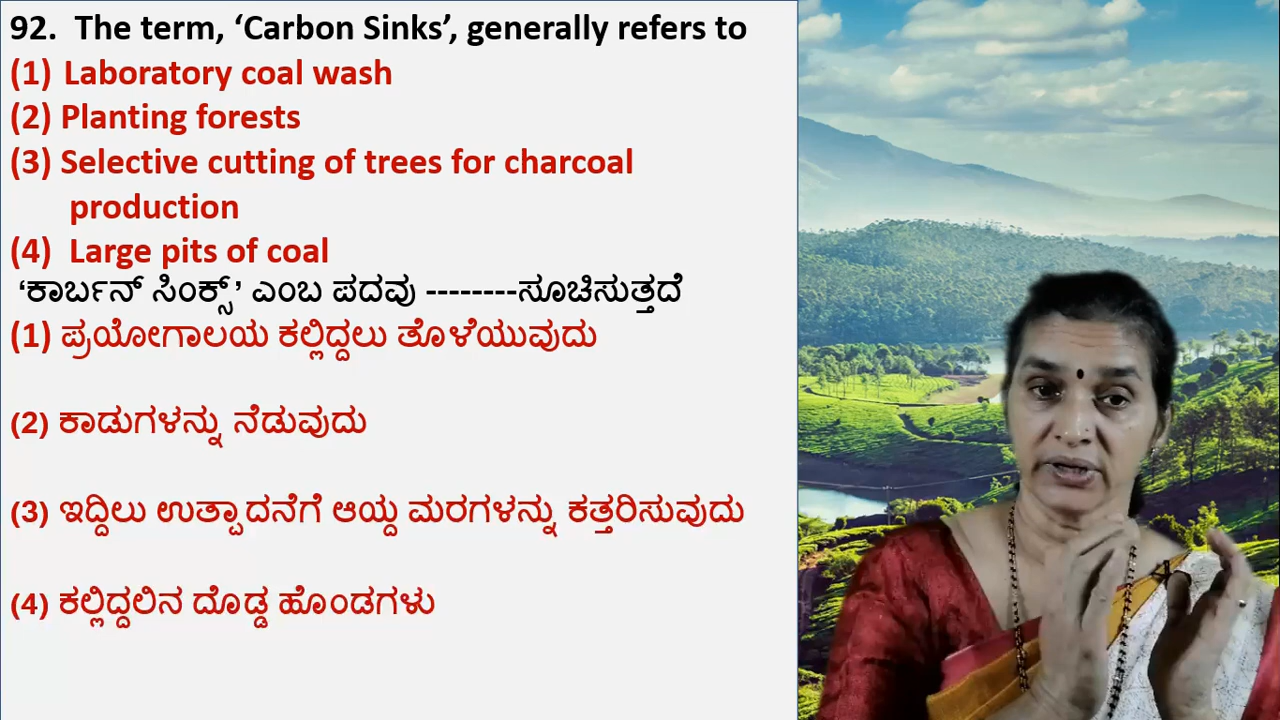 92.  The term, ‘Carbon Sinks’, generally refers to
(1) Laboratory coal wash
(2) Planting forests
(3) Selective cutting of trees for charcoal
production
(4)  Large pits of coal
‘ಕಾರ್ಬನ್ ಸಿಂಕ್ಸ್’ ಎಂಬ ಪದವು --------ಸೂಚಿಸುತ್ತದೆ
(1) ಪ್ರಯೋಗಾಲಯ ಕಲ್ಲಿದ್ದಲು ತೊಳೆಯುವುದು
(2) ಕಾಡುಗಳನ್ನು ನೆಡುವುದು
(3) ಇದ್ದಿಲು ಉತ್ಪಾದನೆಗೆ ಆಯ್ದ ಮರಗಳನ್ನು ಕತ್ತರಿಸುವುದು
(4) ಕಲ್ಲಿದ್ದಲಿನ ದೊಡ್ಡ ಹೊಂಡಗಳು